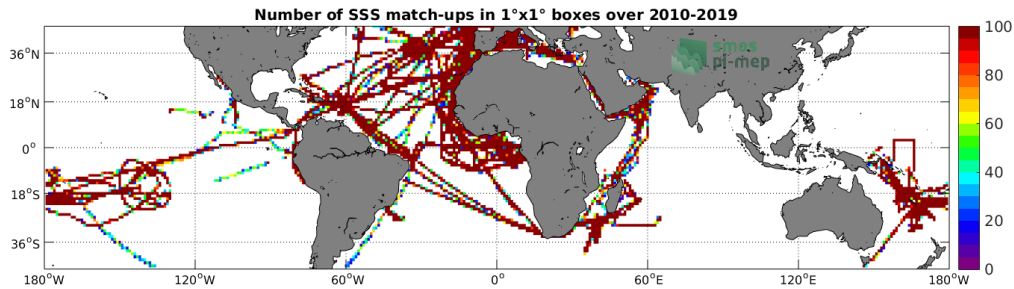 Number of SSS match-ups in 1°x1° boxes over 2010-2019
smos
pi-mep
36°N
18°N
0°
18°S
36°S
180°W
120°W
60°W
0°
60°E
120°E
180°W
100
80
60
40
20
0